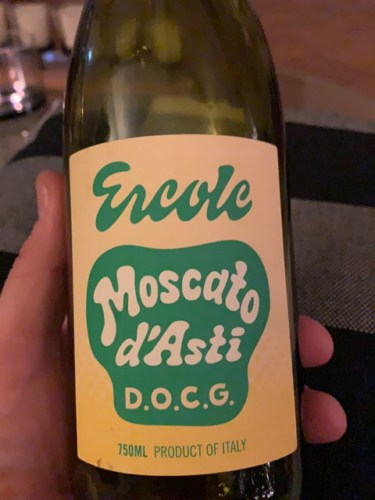 Ercole
Moscato
d'Asti
D.O.C.G.
750ML PRODUCT OF ITALY